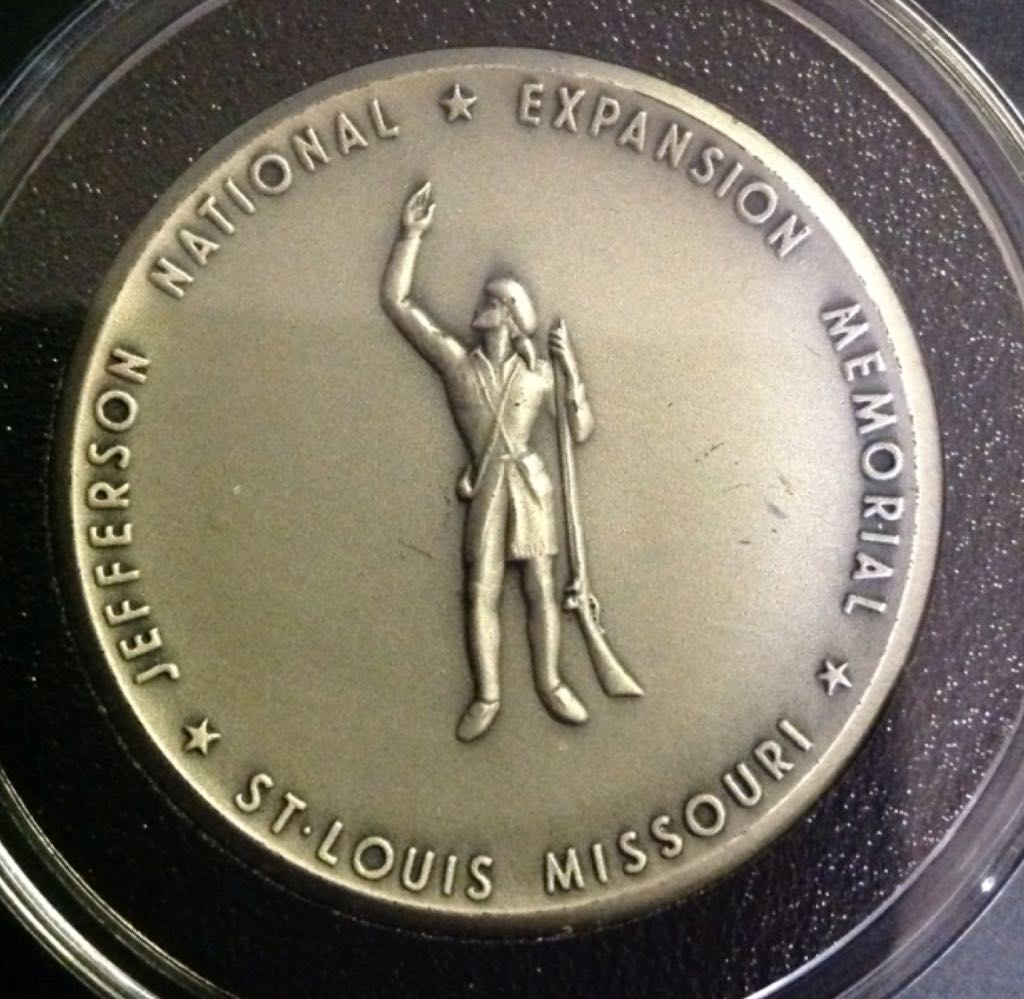 JEFFERSON NATIONAL ★ EXPANSION MEMORIAL ★
ST·LOUIS MISSOURI ★